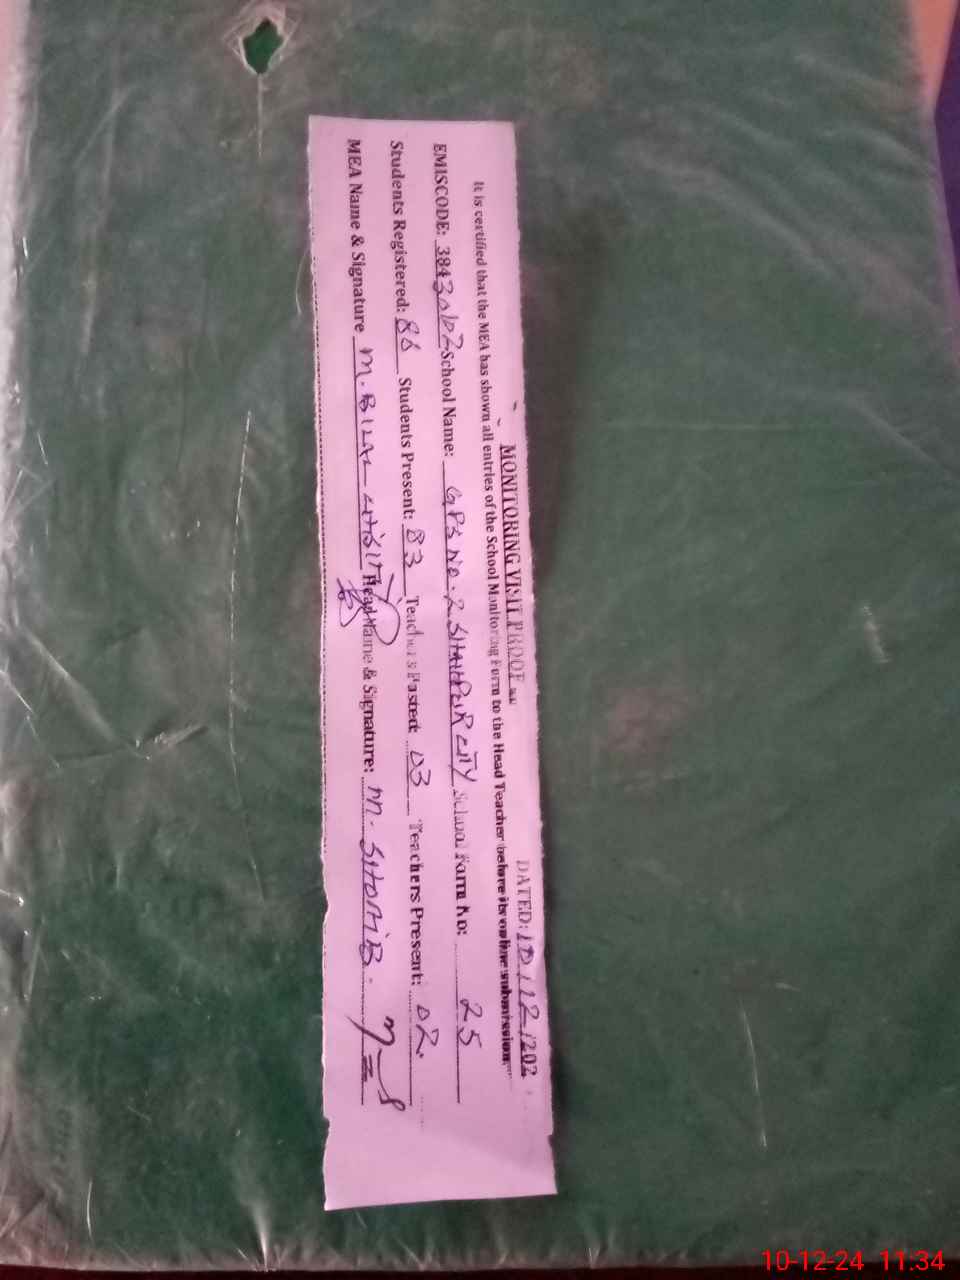 MONITORING VISIT PROOF
DATED: 10/12/202
It is certified that the MEA has shown all entries of the School Monitoring Form to the Head Teacher before its online submission.
EMISCODE: 38430102 School Name: GPS No. 2 SHAHPUR CITY School Form No: 25
Students Registered: 86 Students Present: 83 Teachers Posted: 03 Teachers Present: 02.
MEA Name & Signature M. BILAL Head Name & Signature: M. SHOAIB.
10-12-24 11:34